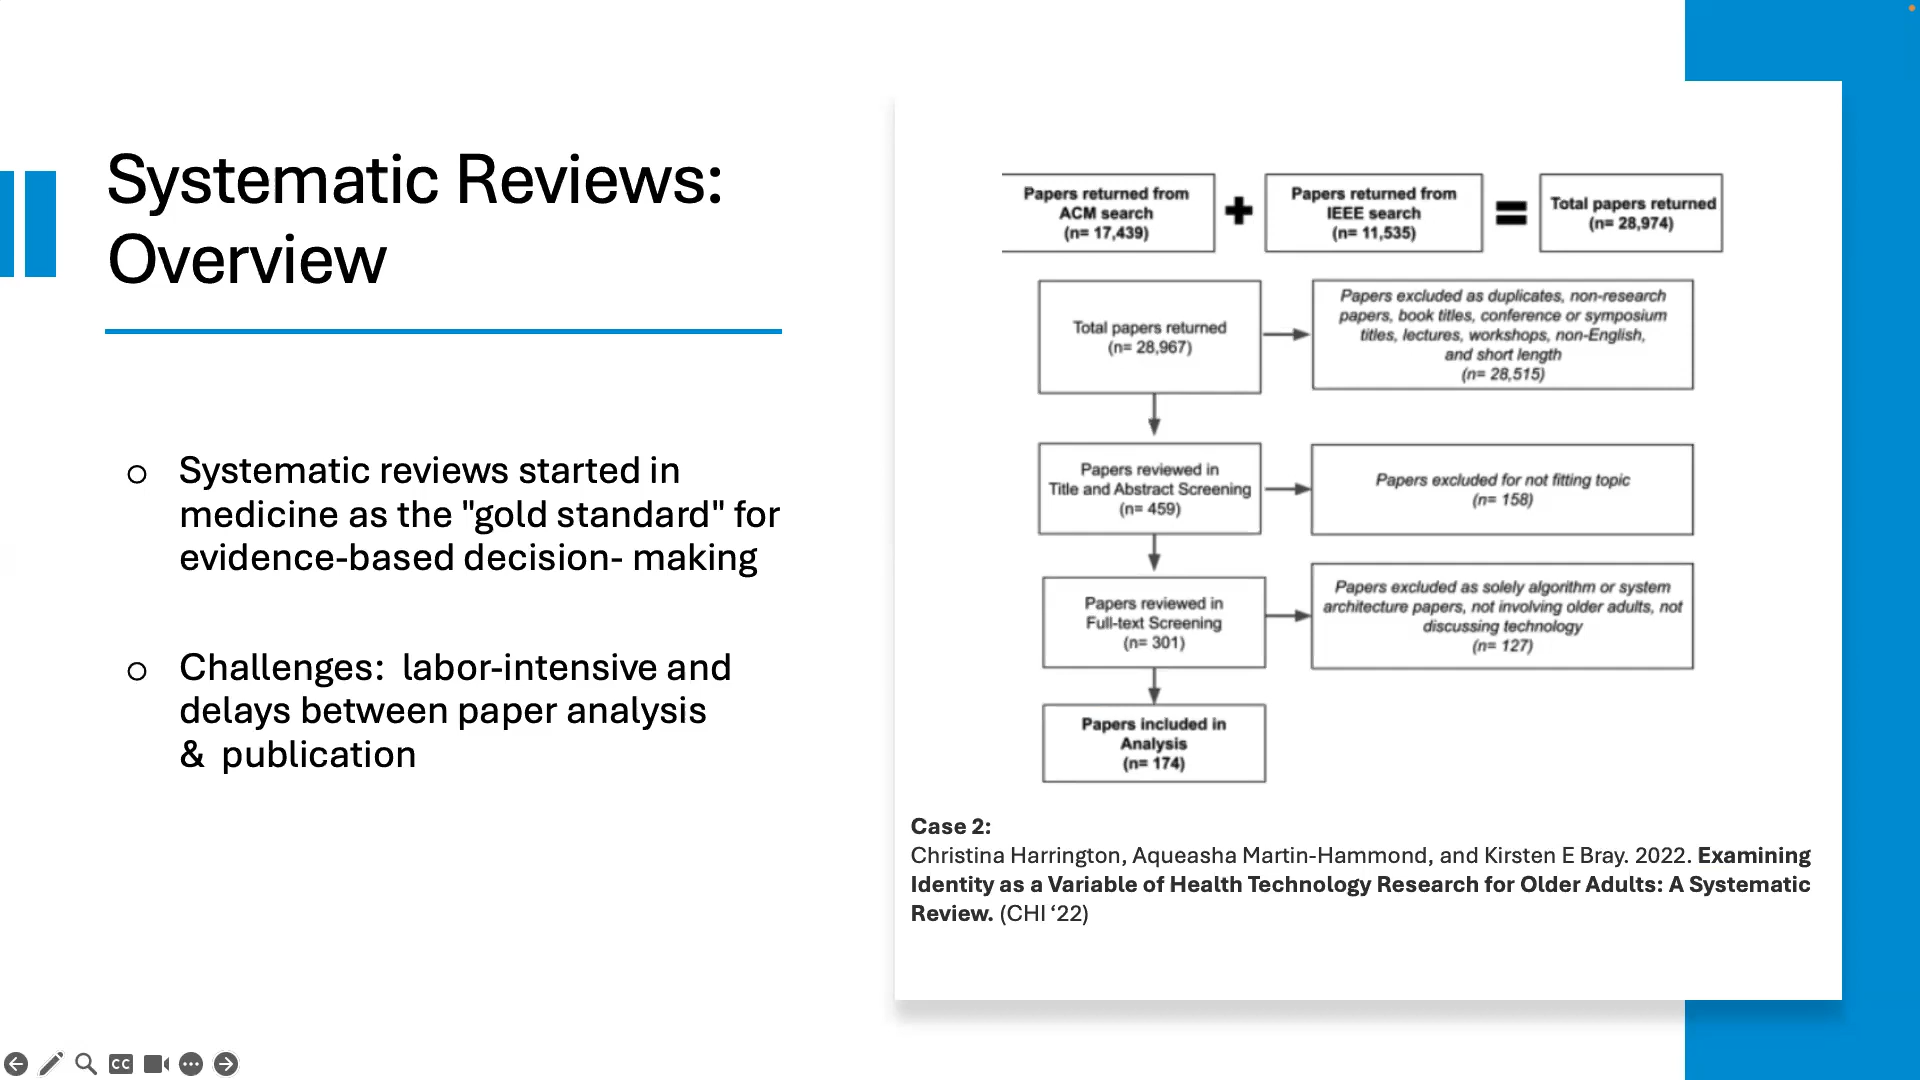 Systematic Reviews:
Overview
o Systematic reviews started in
medicine as the "gold standard" for
evidence-based decision- making
o Challenges:  labor-intensive and
delays between paper analysis
&  publication
Papers returned from
ACM search
(n= 17,439)
+
Papers returned from
IEEE search
(n= 11,535)
=
Total papers returned
(n= 28,974)
Total papers returned
(n= 28,967)
Papers excluded as duplicates, non-research
papers, book titles, conference or symposium
titles, lectures, workshops, non-English,
and short length
(n= 28,515)
Papers reviewed in
Title and Abstract Screening
(n= 459)
Papers excluded for not fitting topic
(n= 158)
Papers reviewed in
Full-text Screening
(n= 301)
Papers excluded as solely algorithm or system
architecture papers, not involving older adults, not
discussing technology
(n= 127)
Papers included in
Analysis
(n= 174)
Case 2:
Christina Harrington, Aqueasha Martin-Hammond, and Kirsten E Bray. 2022. Examining
Identity as a Variable of Health Technology Research for Older Adults: A Systematic
Review. (CHI ‘22)
CC